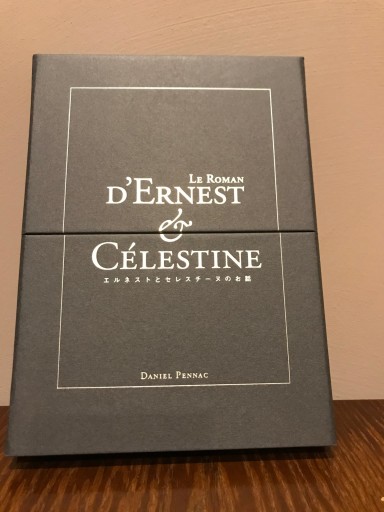 Le Roman
d'Ernest
&
Célestine
エルネストとセレスチーヌのお話
Daniel Pennac